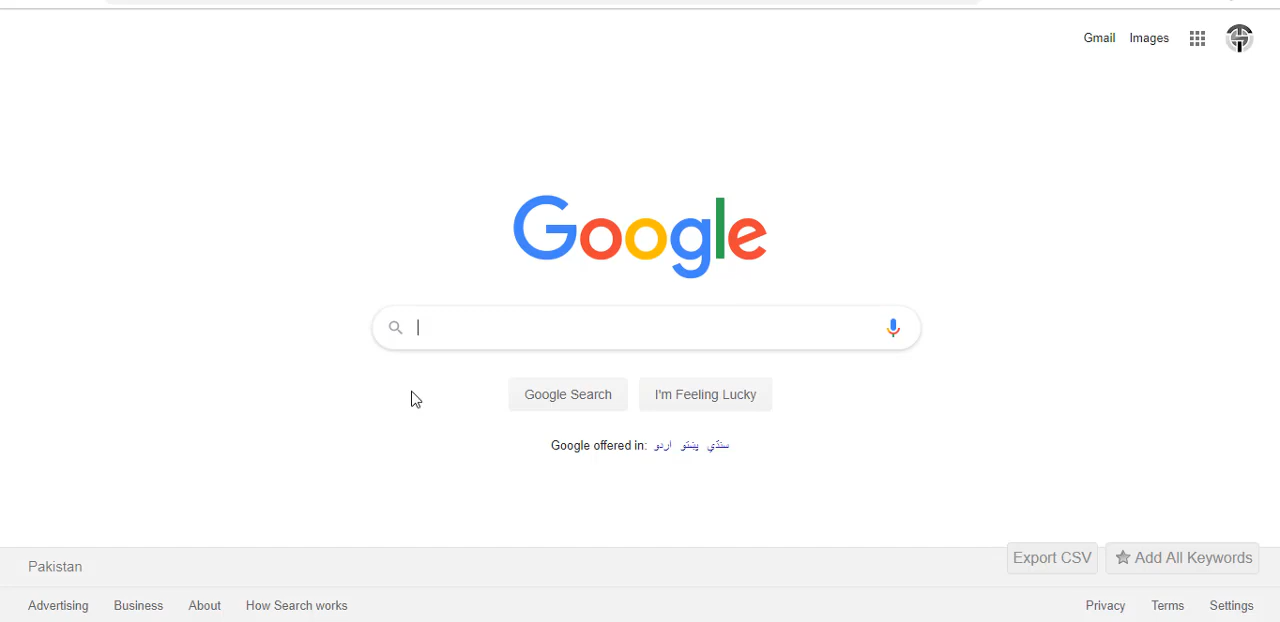 Gmail Images
Google
Google Search I'm Feeling Lucky
Google offered in: اردو پښتو سنڌي
Export CSV Add All Keywords
Pakistan
Advertising Business About How Search works Privacy Terms Settings